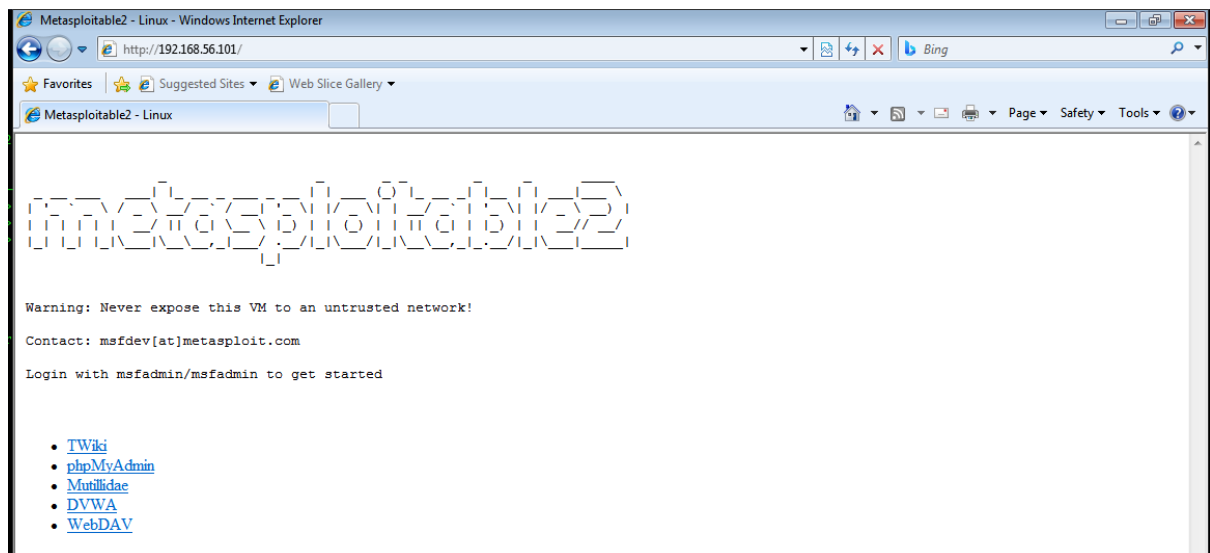 Metasploitable2 - Linux - Windows Internet Explorer
http://192.168.56.101/
Bing
Favorites
Suggested Sites
Web Slice Gallery
Metasploitable2 - Linux
Page
Safety
Tools
metasploitable2
Warning: Never expose this VM to an untrusted network!
Contact: msfdev[at]metasploit.com
Login with msfadmin/msfadmin to get started
TWiki
phpMyAdmin
Mutillidae
DVWA
WebDAV